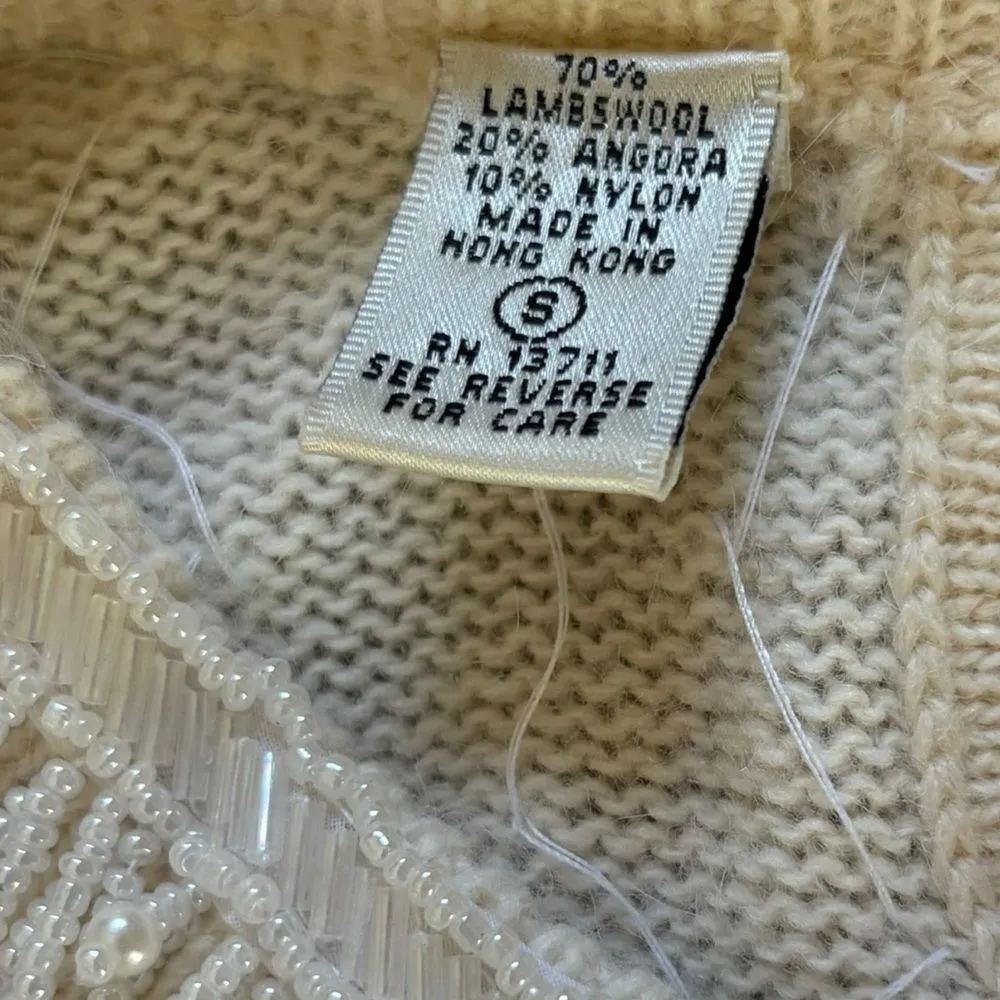 70%
LAMBSWOOL
20% ANGORA
10% NYLON
MADE IN
HONG KONG
S
RN 13711
SEE REVERSE
FOR CARE